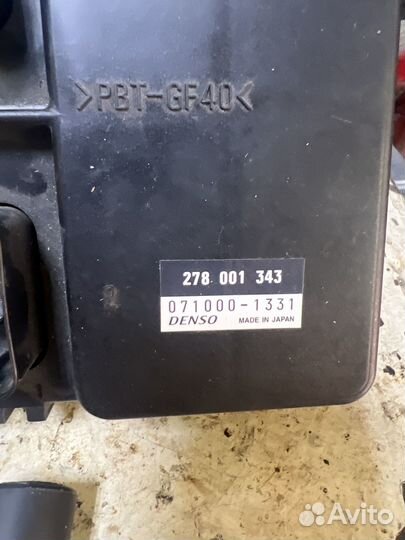 >PBT-GF40<
278 001 343
071000-1331
DENSO MADE IN JAPAN
Avito